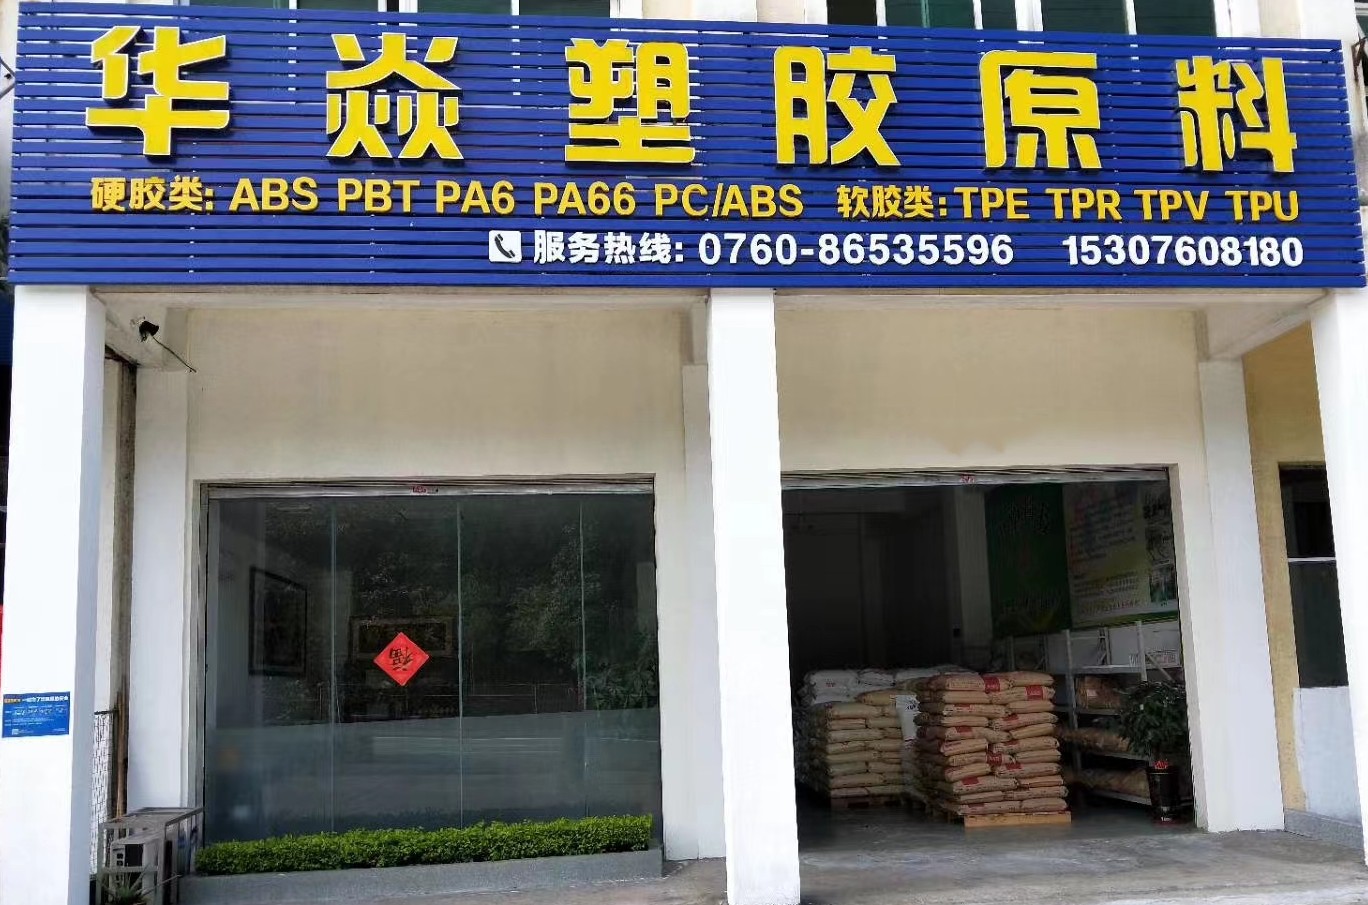 华焱塑胶原料
硬胶类: ABS PBT PA6 PA66 PC/ABS 软胶类: TPE TPR TPV TPU
服务热线: 0760-86535596 15307608180
福